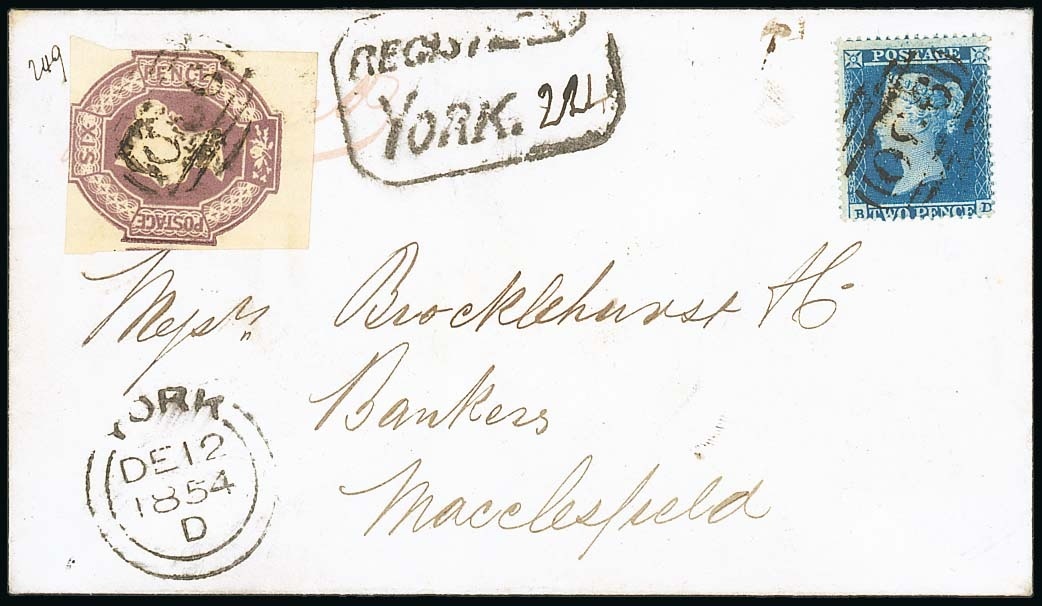 249
SIX PENCE POSTAGE
REGISTERED
YORK.
POSTAGE
B TWO PENCE D
Messrs Brocklehurst
Bankers
Macclesfield
YORK
DE 12
1854
D